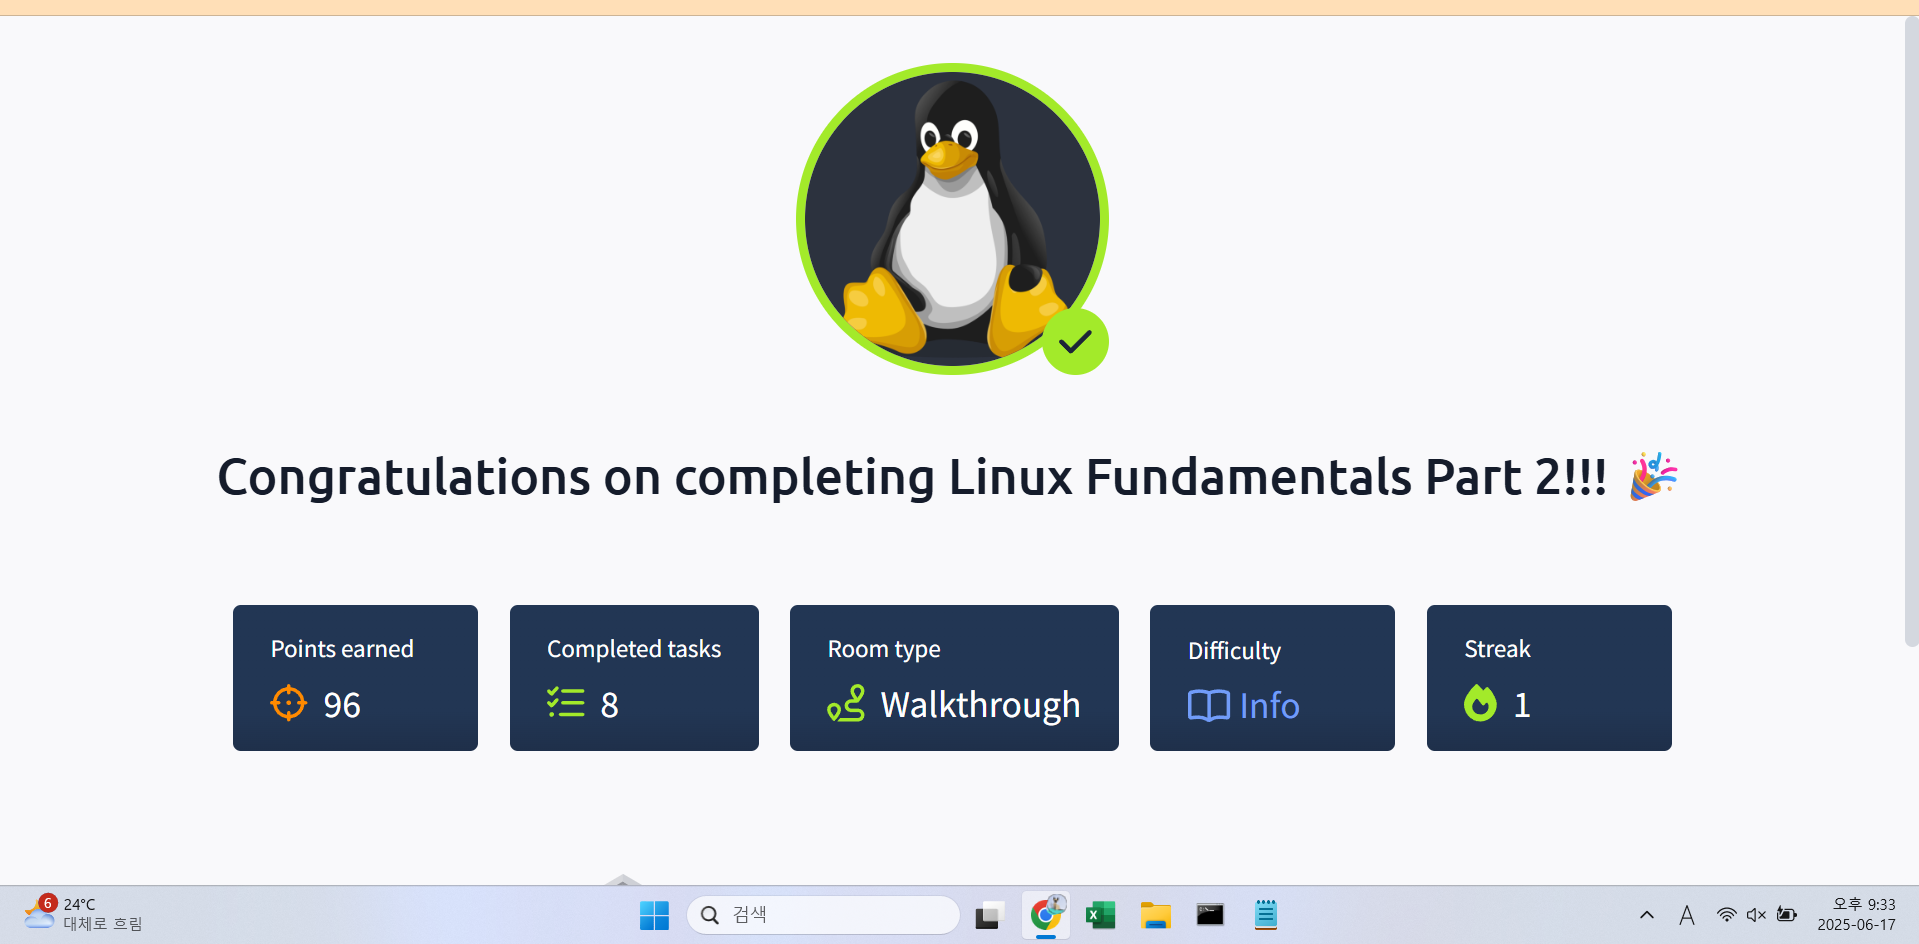 Congratulations on completing Linux Fundamentals Part 2!!! 🎉
Points earned
96
Completed tasks
8
Room type
Walkthrough
Difficulty
Info
Streak
1
6
24°C
대체로 흐림
검색
A
오후 9:33
2025-06-17